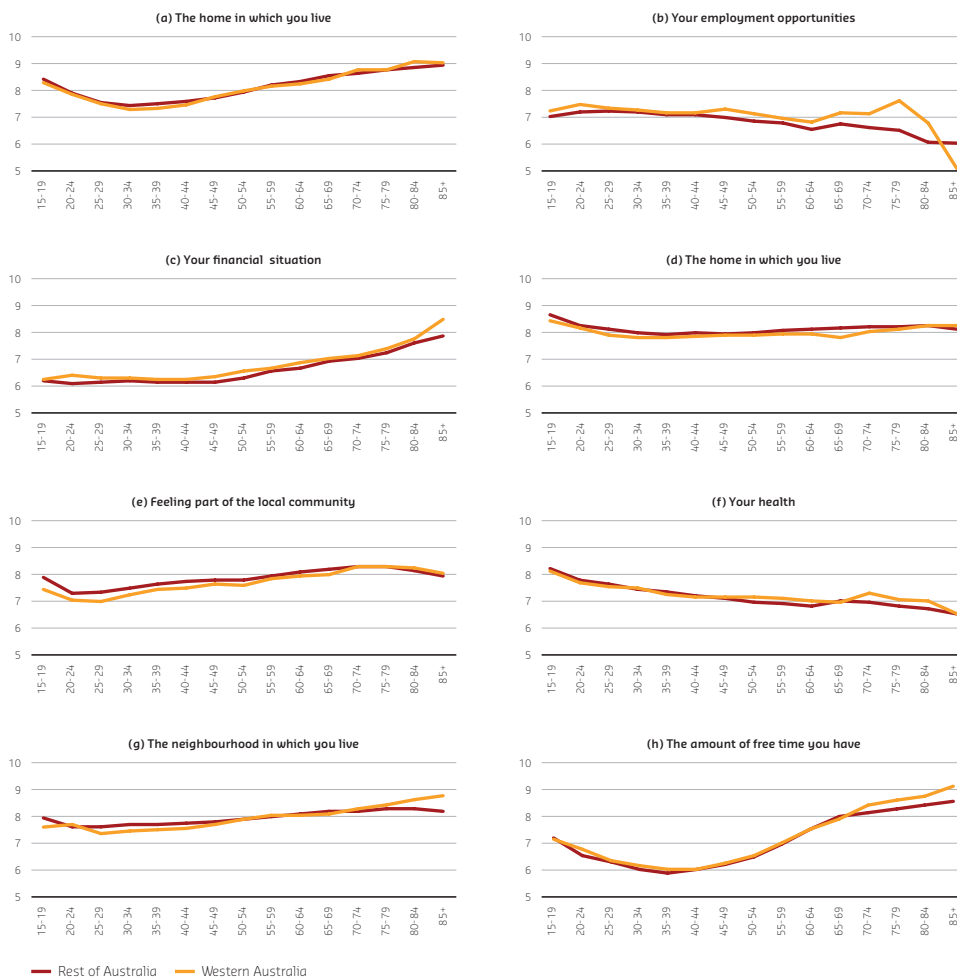 (a) The home in which you live
10
9
8
7
6
5
15-19 20-24 25-29 30-34 35-39 40-44 45-49 50-54 55-59 60-64 65-69 70-74 75-79 80-84 85+
(b) Your employment opportunities
10
9
8
7
6
5
15-19 20-24 25-29 30-34 35-39 40-44 45-49 50-54 55-59 60-64 65-69 70-74 75-79 80-84 85+
(c) Your financial situation
10
9
8
7
6
5
15-19 20-24 25-29 30-34 35-39 40-44 45-49 50-54 55-59 60-64 65-69 70-74 75-79 80-84 85+
(d) The home in which you live
10
9
8
7
6
5
15-19 20-24 25-29 30-34 35-39 40-44 45-49 50-54 55-59 60-64 65-69 70-74 75-79 80-84 85+
(e) Feeling part of the local community
10
9
8
7
6
5
15-19 20-24 25-29 30-34 35-39 40-44 45-49 50-54 55-59 60-64 65-69 70-74 75-79 80-84 85+
(f) Your health
10
9
8
7
6
5
15-19 20-24 25-29 30-34 35-39 40-44 45-49 50-54 55-59 60-64 65-69 70-74 75-79 80-84 85+
(g) The neighbourhood in which you live
10
9
8
7
6
5
15-19 20-24 25-29 30-34 35-39 40-44 45-49 50-54 55-59 60-64 65-69 70-74 75-79 80-84 85+
(h) The amount of free time you have
10
9
8
7
6
5
15-19 20-24 25-29 30-34 35-39 40-44 45-49 50-54 55-59 60-64 65-69 70-74 75-79 80-84 85+
Rest of Australia Western Australia